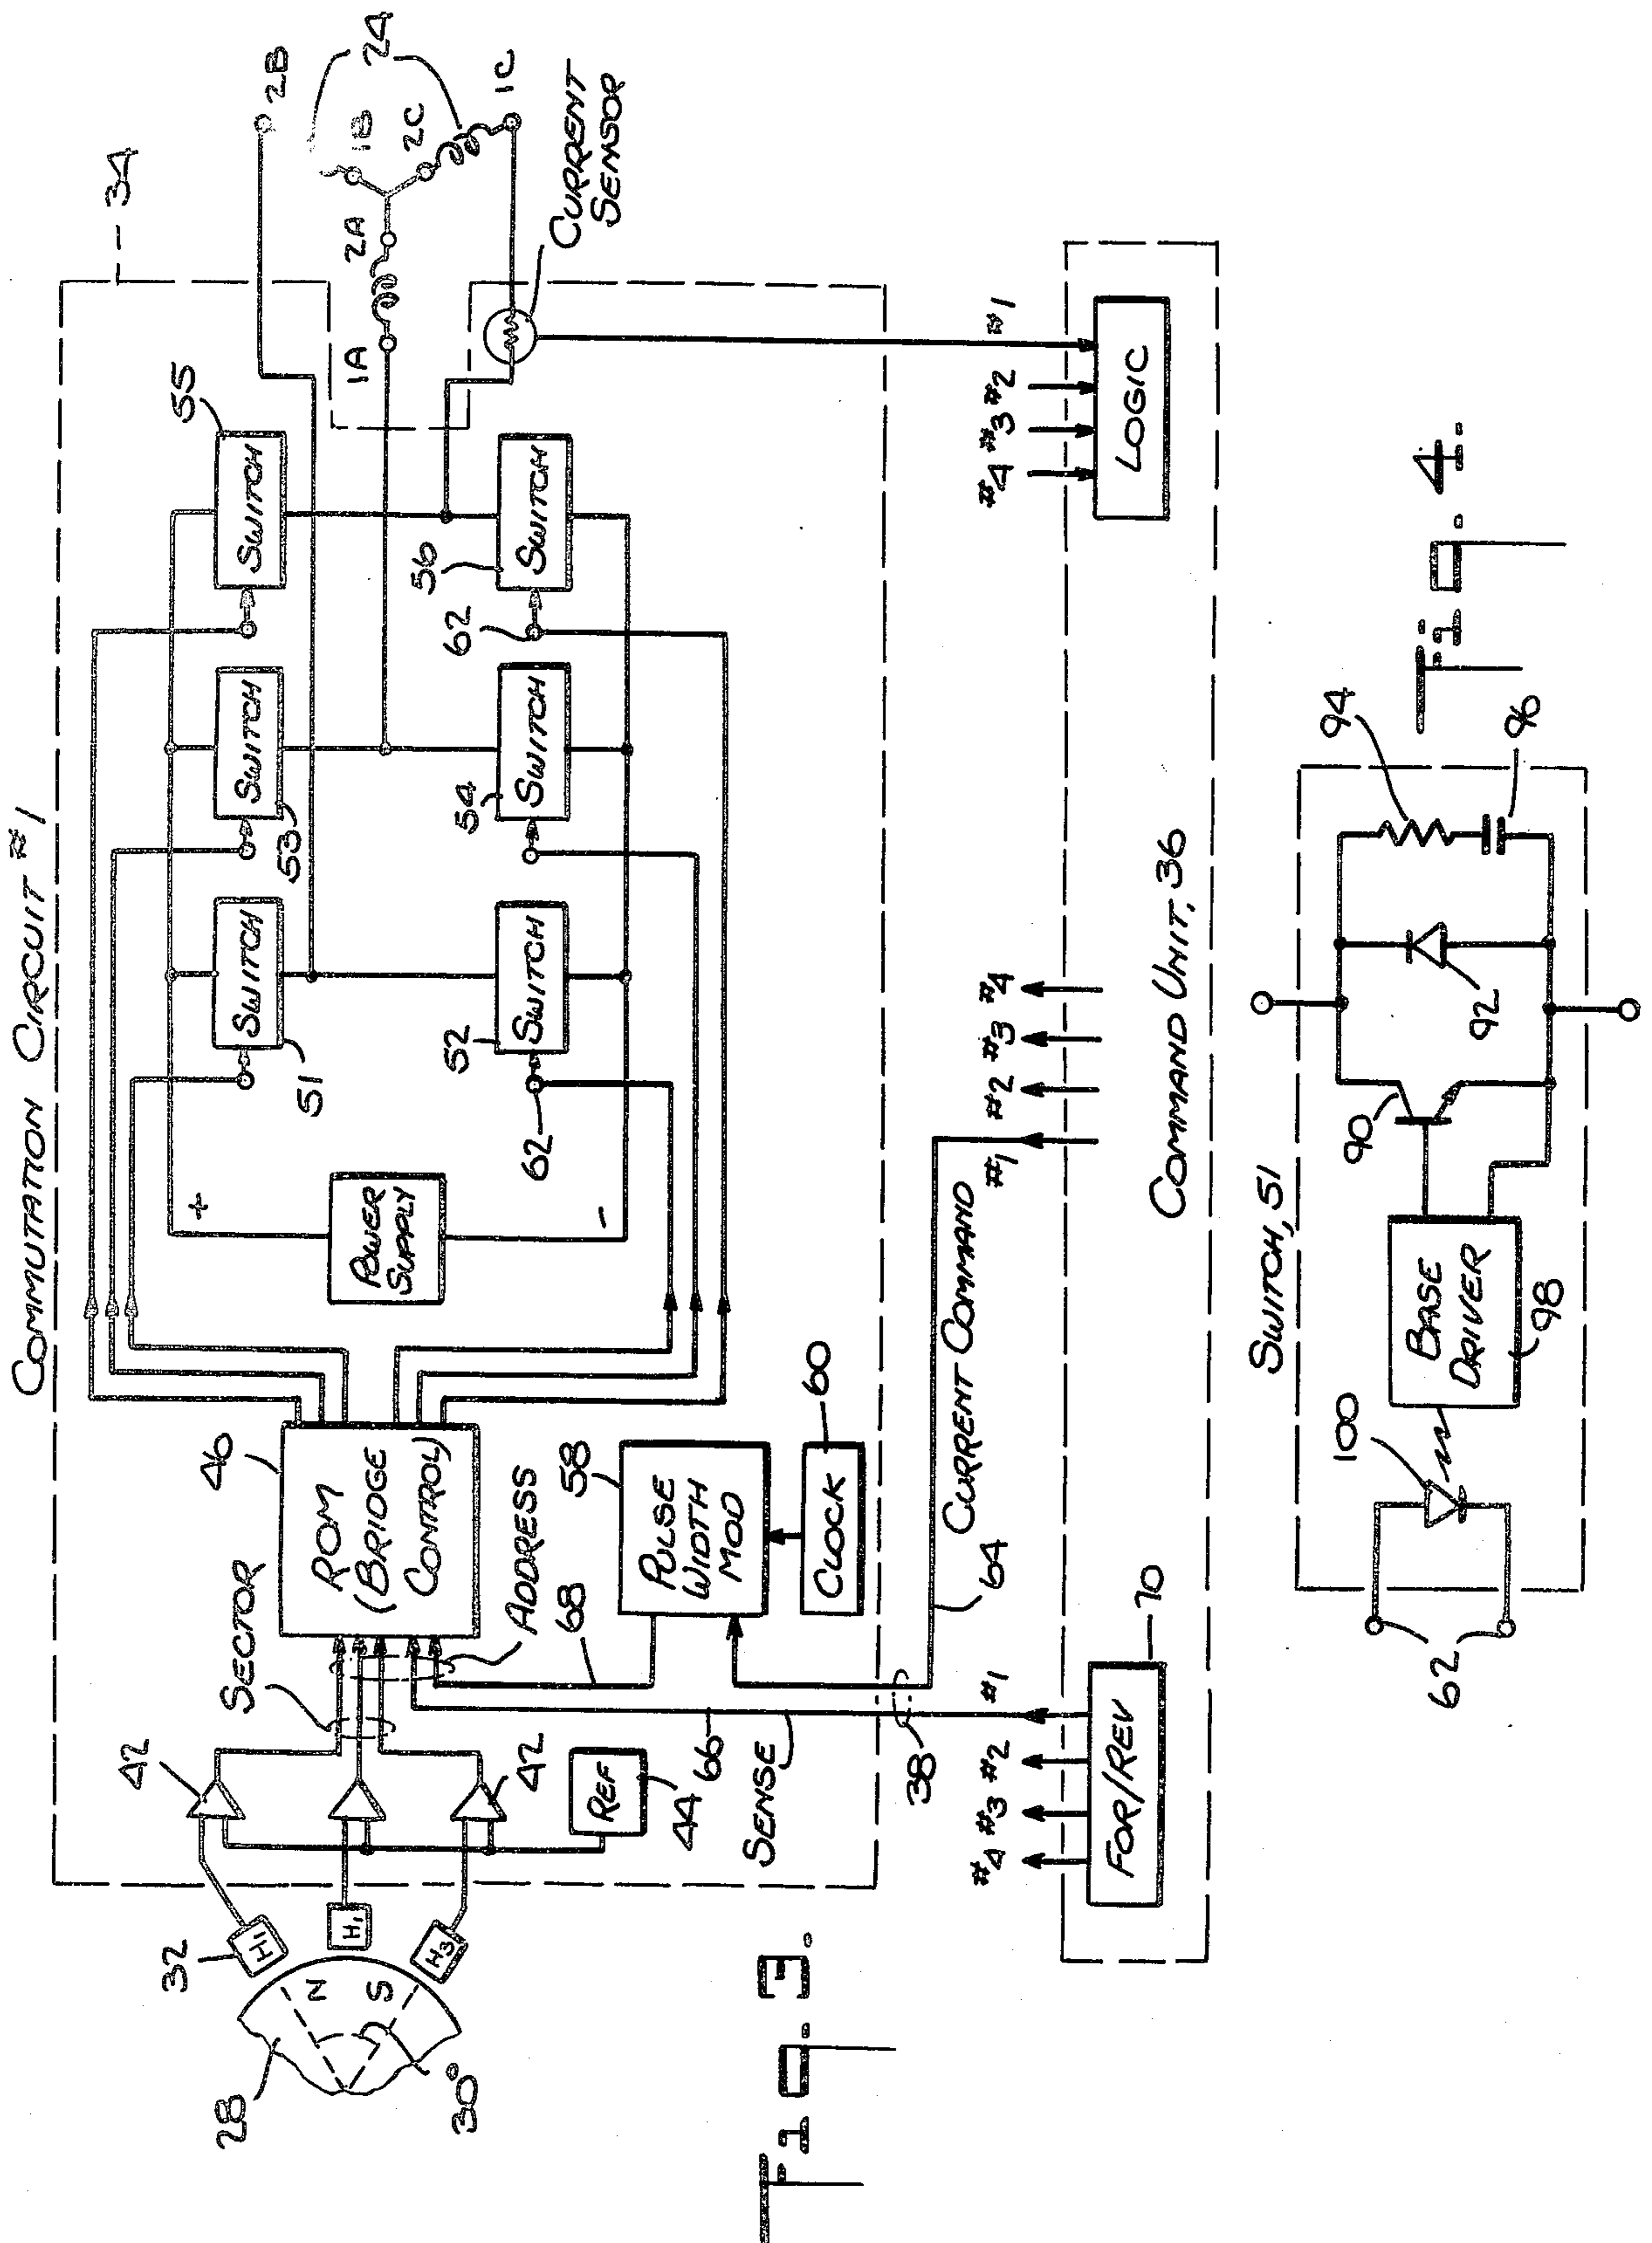 COMMUTATION CIRCUIT #1
34
28
30°
N
S
32
H1
H1
H3
42
42
REF
44
SECTOR
ADDRESS
46
ROM
(BRIDGE
CONTROL)
68
66
SENSE
38
58
PULSE
WIDTH
MOD
CLOCK
60
POWER
SUPPLY
+
-
SWITCH
51
SWITCH
53
SWITCH
55
52
SWITCH
54
SWITCH
56
SWITCH
62
62
2B
24
1B
2C
1C
2A
1A
CURRENT
SENSOR
CURRENT COMMAND
64
#4 #3 #2 #1
FOR/REV
70
#1 #2 #3 #4
#4 #3 #2 #1
LOGIC
COMMAND UNIT, 36
Fig. 3.
SWITCH, 51
62
100
BASE
DRIVER
98
90
92
94
96
Fig. 4.